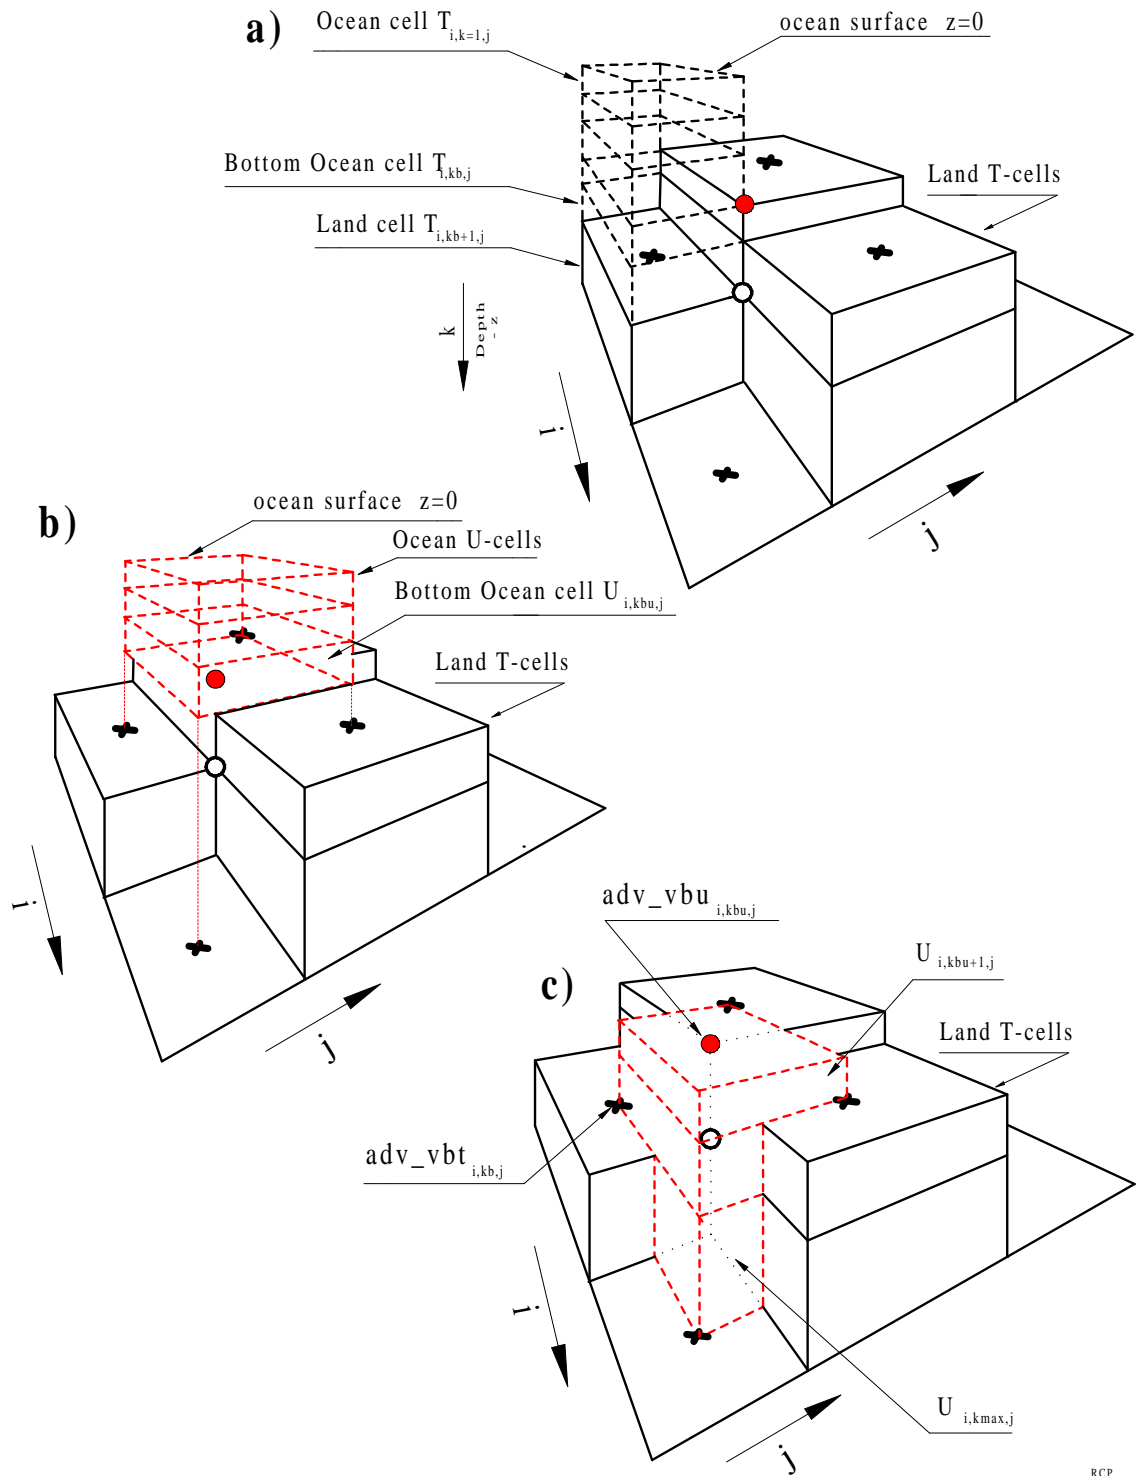 a)
Ocean cell T i,k=1,j
ocean surface z=0
Bottom Ocean cell T i,kb,j
Land T-cells
Land cell T i,kb+1,j
k
Depth
-z
i
j
b)
ocean surface z=0
Ocean U-cells
Bottom Ocean cell U i,kbu,j
Land T-cells
i
j
c)
adv_vbu i,kbu,j
U i,kbu+1,j
Land T-cells
adv_vbt i,kb,j
i
j
U i,kmax,j
RCP